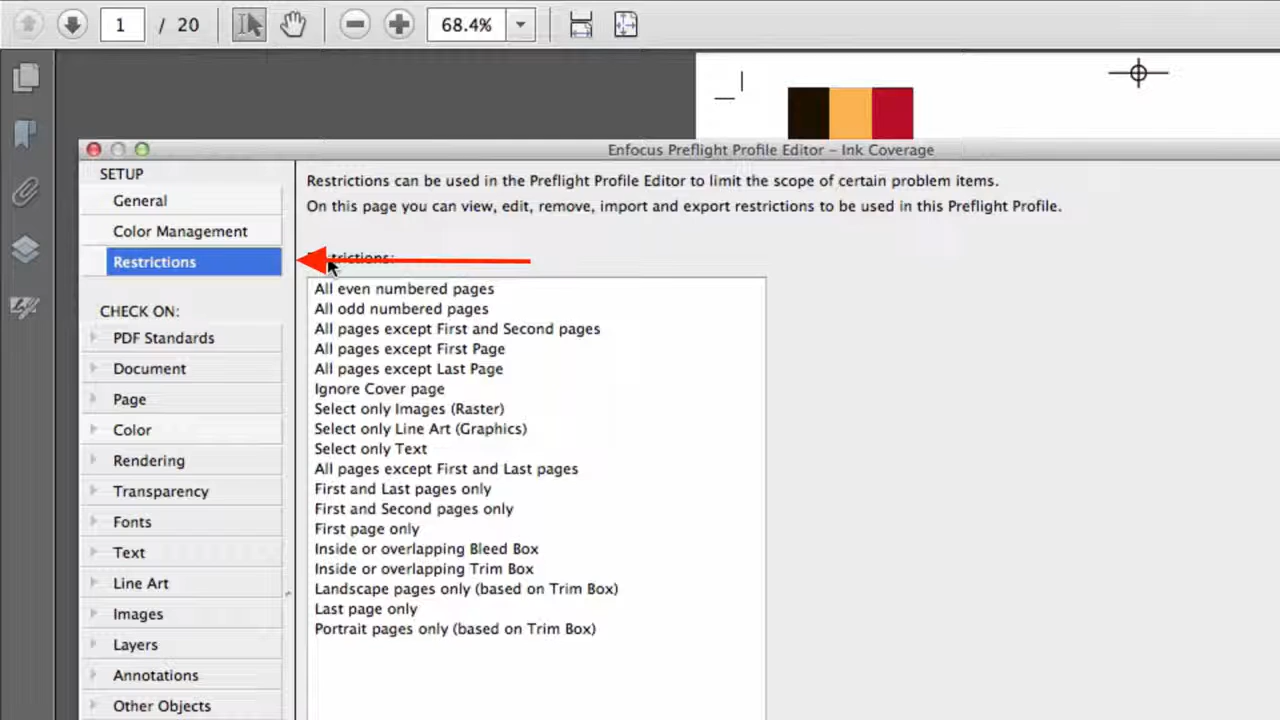 1 / 20
68.4%
Enfocus Preflight Profile Editor – Ink Coverage
SETUP
General
Color Management
Restrictions
CHECK ON:
PDF Standards
Document
Page
Color
Rendering
Transparency
Fonts
Text
Line Art
Images
Layers
Annotations
Other Objects
Restrictions can be used in the Preflight Profile Editor to limit the scope of certain problem items.
On this page you can view, edit, remove, import and export restrictions to be used in this Preflight Profile.
Restrictions:
All even numbered pages
All odd numbered pages
All pages except First and Second pages
All pages except First Page
All pages except Last Page
Ignore Cover page
Select only Images (Raster)
Select only Line Art (Graphics)
Select only Text
All pages except First and Last pages
First and Last pages only
First and Second pages only
First page only
Inside or overlapping Bleed Box
Inside or overlapping Trim Box
Landscape pages only (based on Trim Box)
Last page only
Portrait pages only (based on Trim Box)